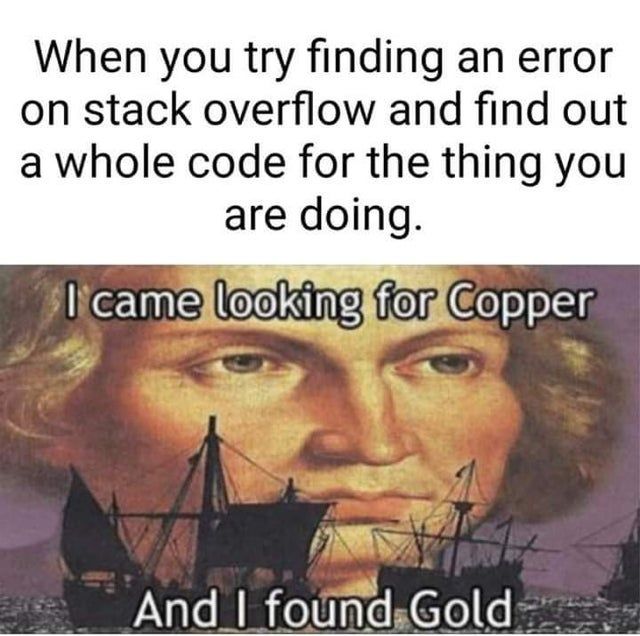 When you try finding an error
on stack overflow and find out
a whole code for the thing you
are doing.
I came looking for Copper
And I found Gold